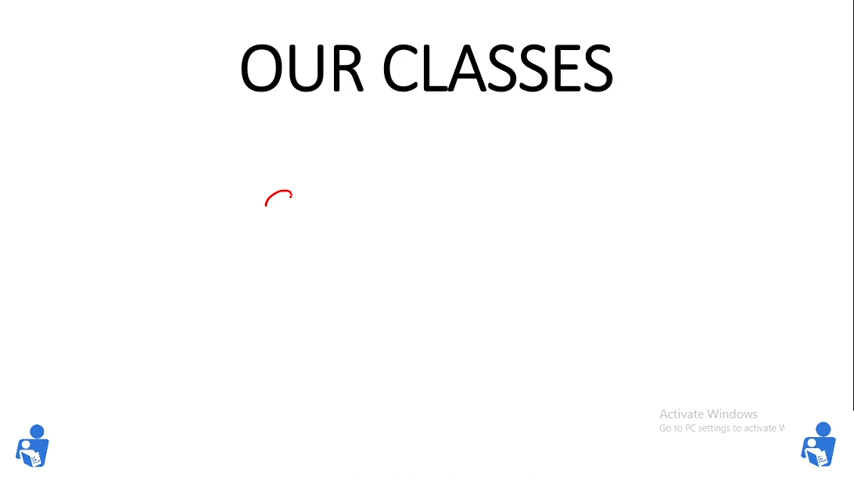 OUR CLASSES
Activate Windows
Go to PC settings to activate W